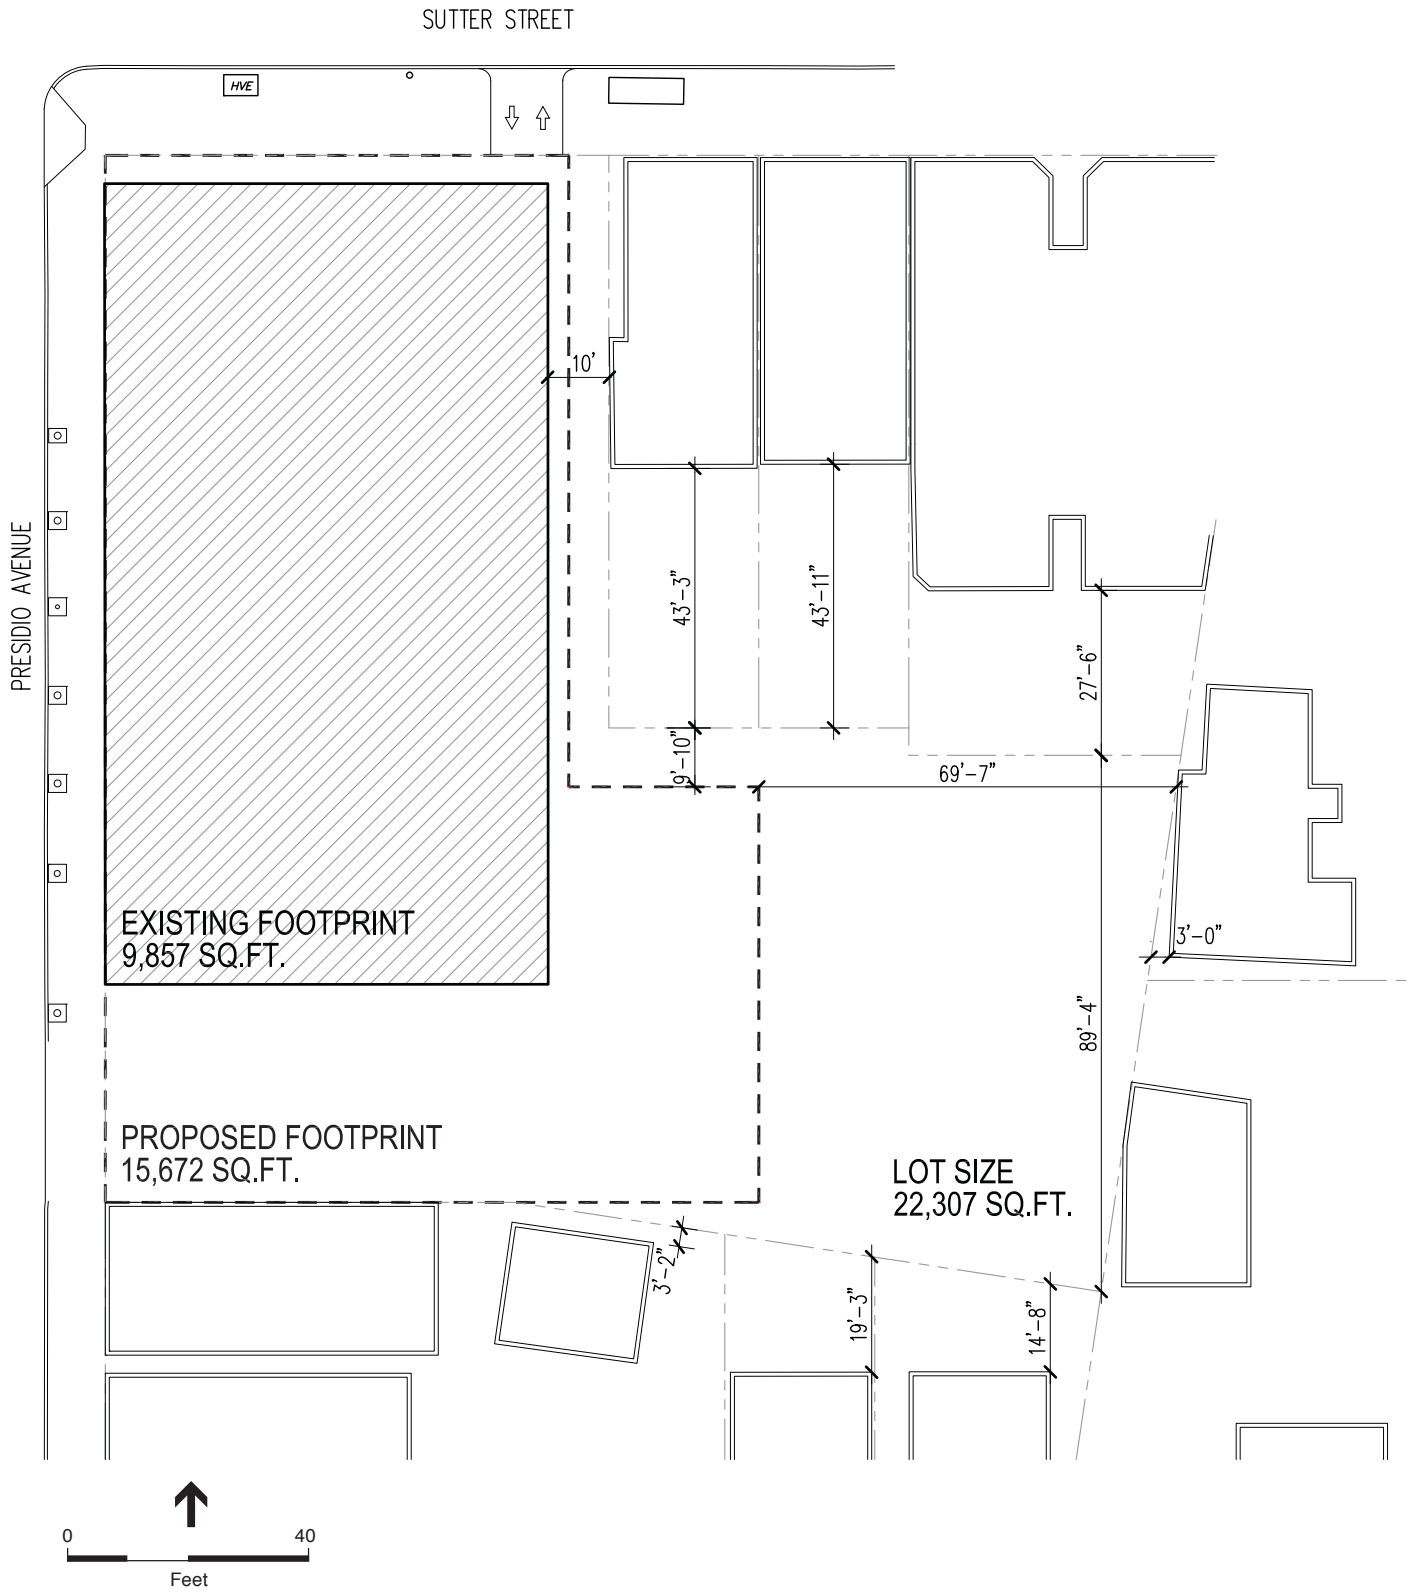 SUTTER STREET
HVE
10'
PRESIDIO AVENUE
43'-3"
43'-11"
27'-6"
9'-10"
69'-7"
EXISTING FOOTPRINT
9,857 SQ.FT.
3'-0"
89'-4"
PROPOSED FOOTPRINT
15,672 SQ.FT.
LOT SIZE
22,307 SQ.FT.
3'-2"
19'-3"
14'-8"
0 40
Feet